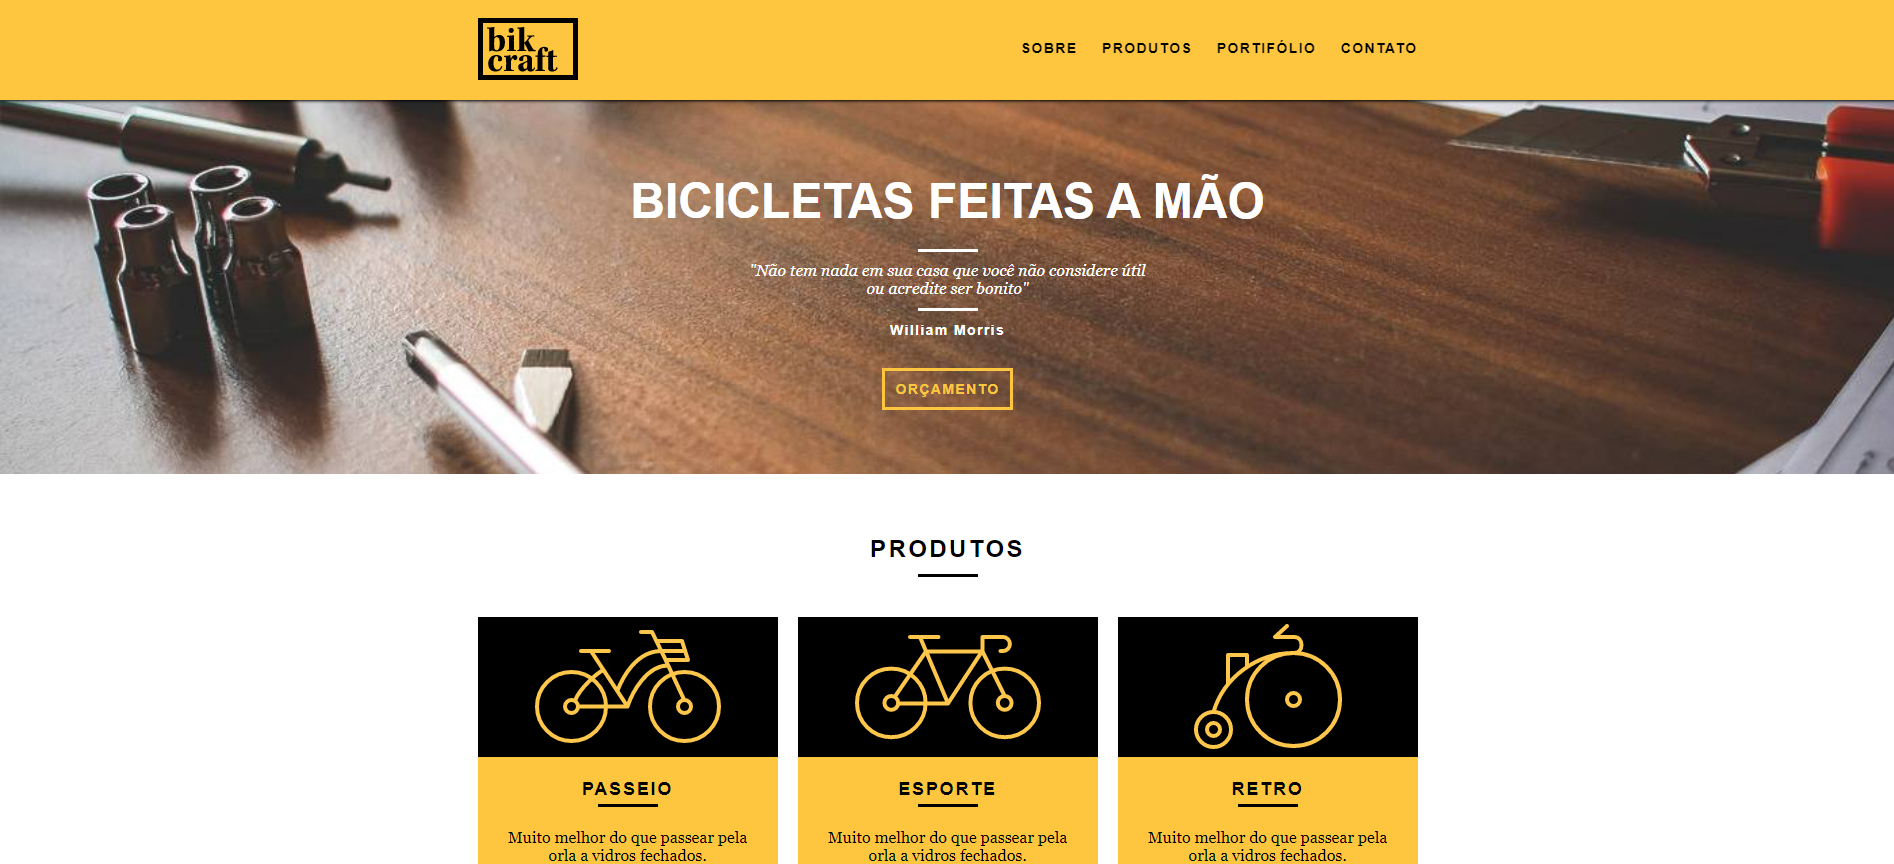 bik
craft
SOBRE PRODUTOS PORTIFÓLIO CONTATO
BICICLETAS FEITAS A MÃO
"Não tem nada em sua casa que você não considere útil
ou acredite ser bonito"
William Morris
ORÇAMENTO
PRODUTOS
PASSEIO
Muito melhor do que passear pela
orla a vidros fechados.
ESPORTE
Muito melhor do que passear pela
orla a vidros fechados.
RETRO
Muito melhor do que passear pela
orla a vidros fechados.